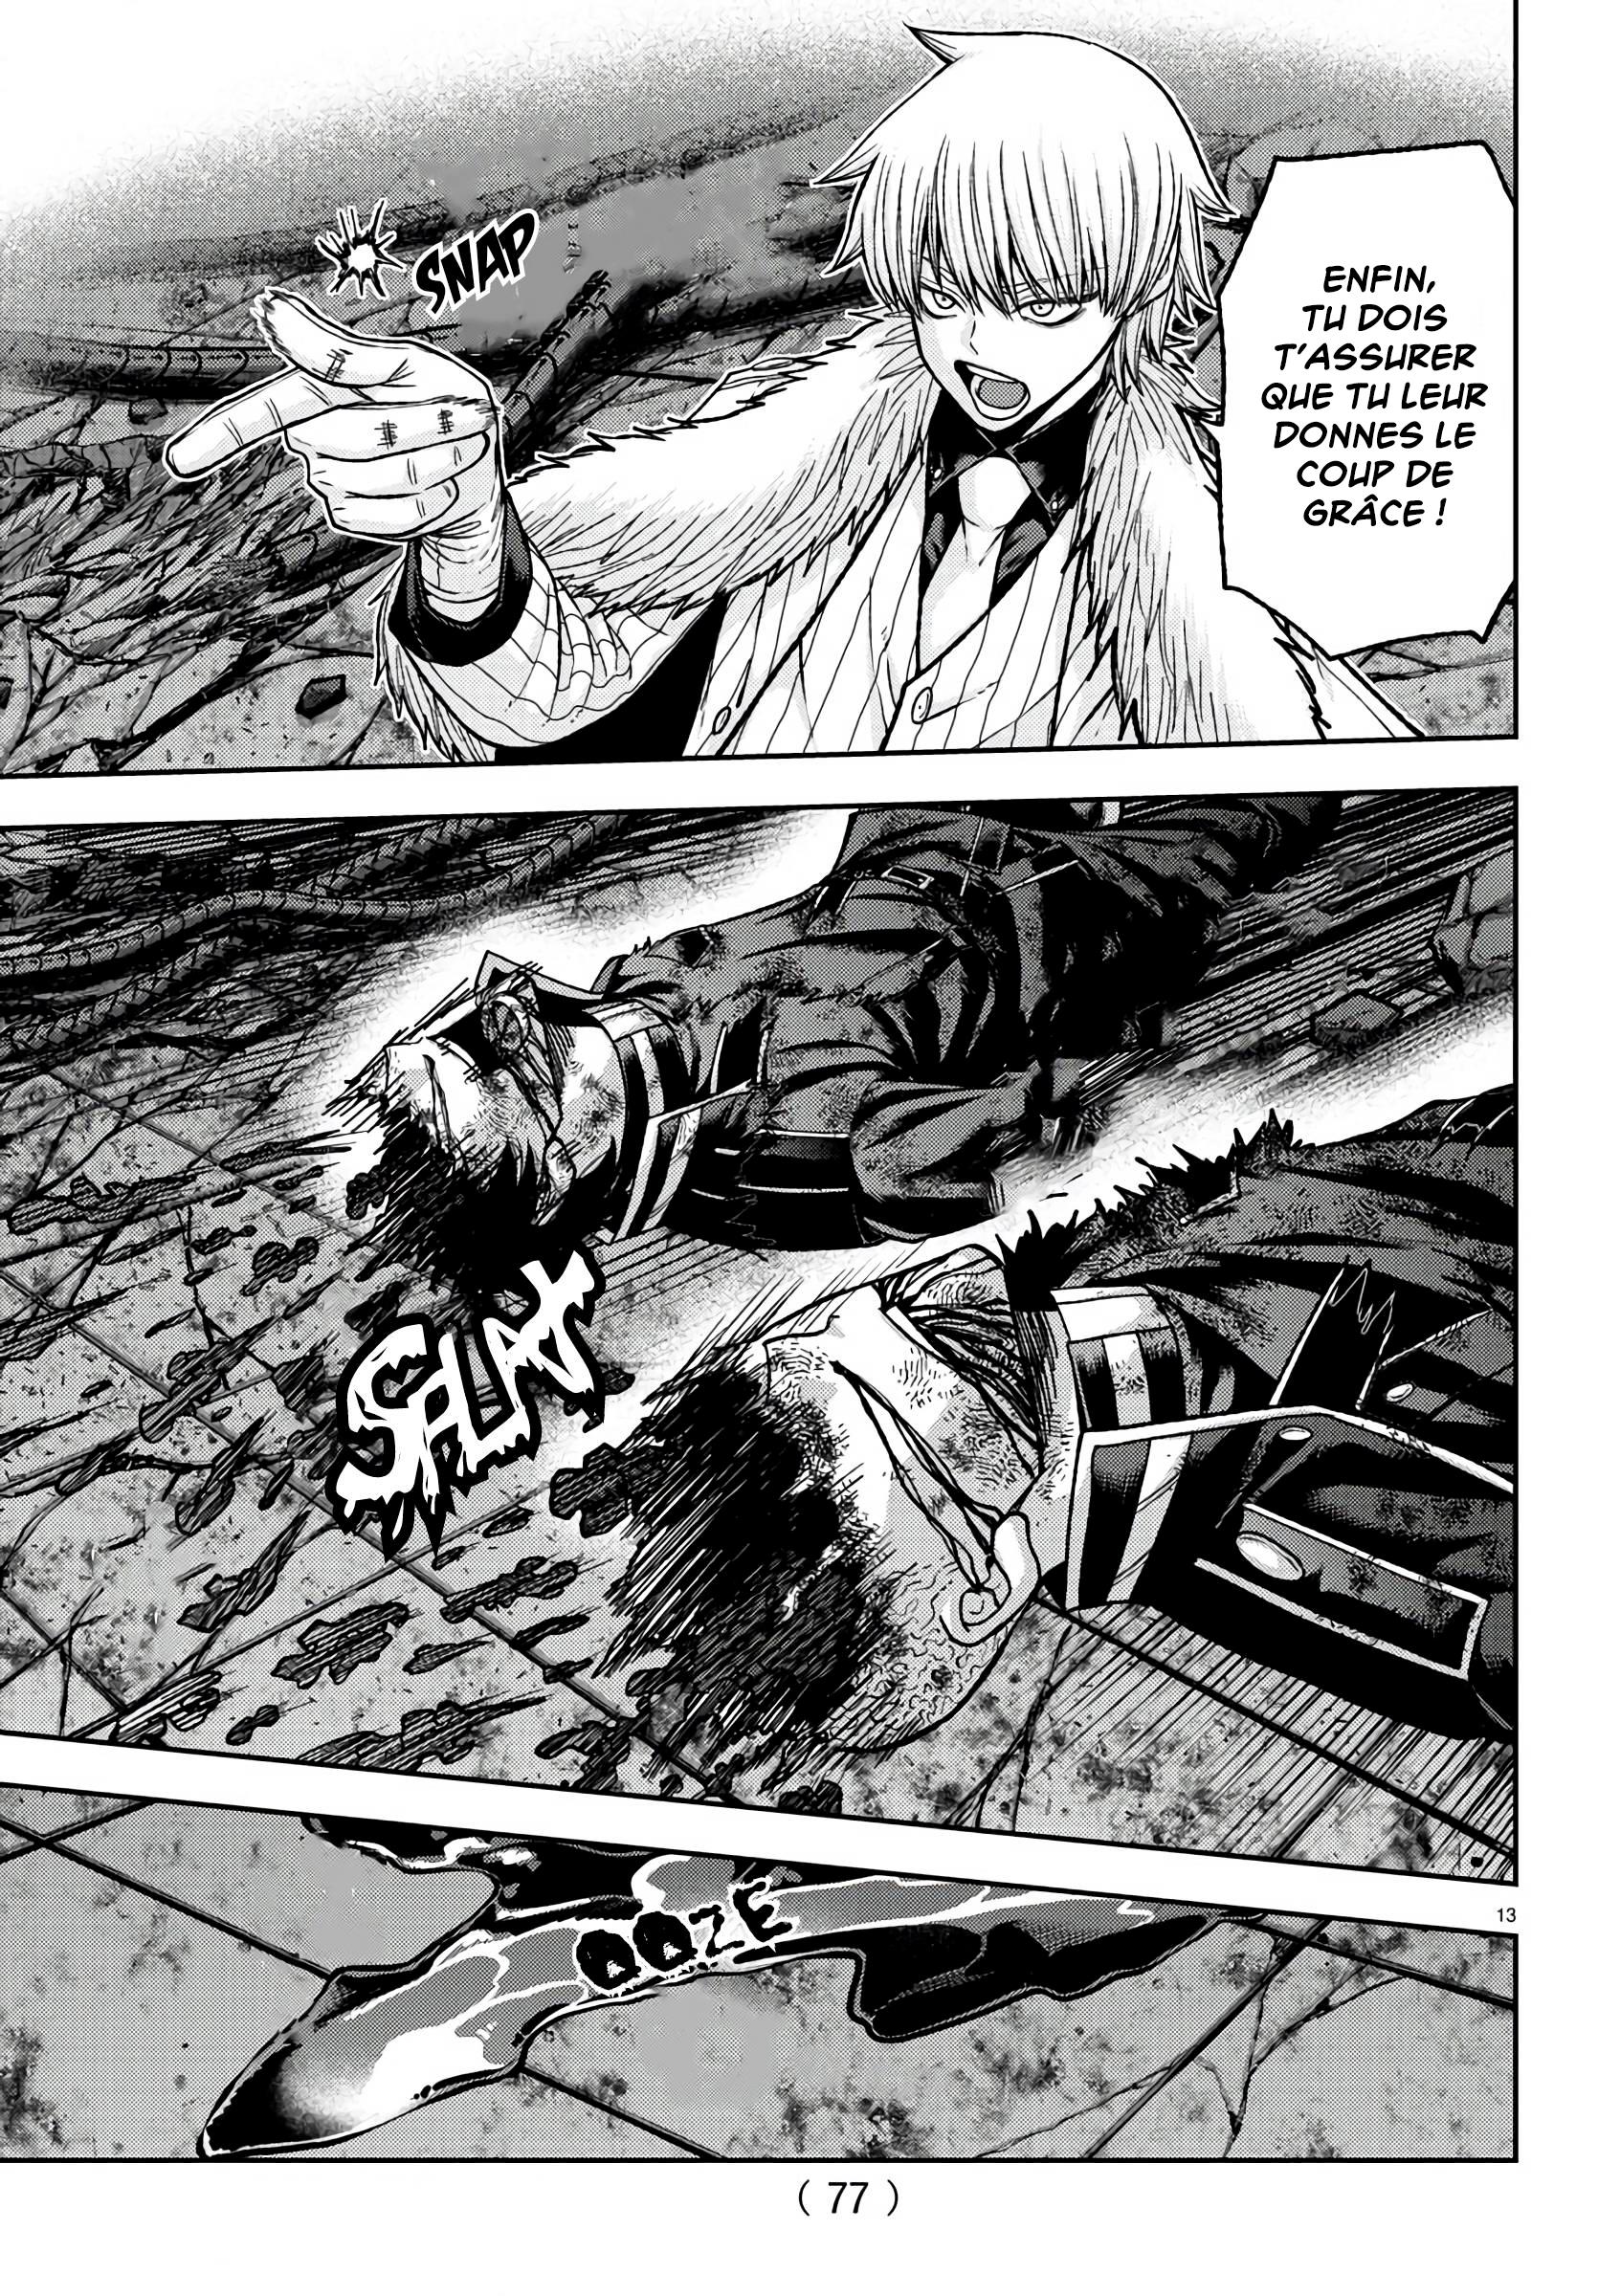 ENFIN,
TU DOIS
T'ASSURER
QUE TU LEUR
DONNES LE
COUP DE
GRÂCE !
SNAP
SPLAT
OOZE
13
( 77 )